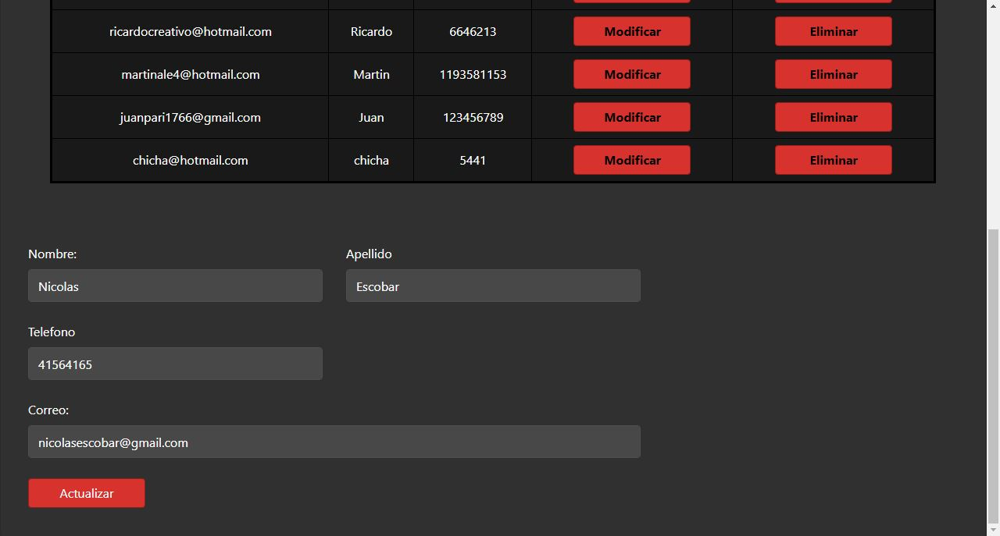 ricardocreativo@hotmail.com Ricardo 6646213 Modificar Eliminar
martinale4@hotmail.com Martin 1193581153 Modificar Eliminar
juanpari1766@gmail.com Juan 123456789 Modificar Eliminar
chicha@hotmail.com chicha 5441 Modificar Eliminar
Nombre: Apellido
Nicolas Escobar
Telefono
41564165
Correo:
nicolasescobar@gmail.com
Actualizar